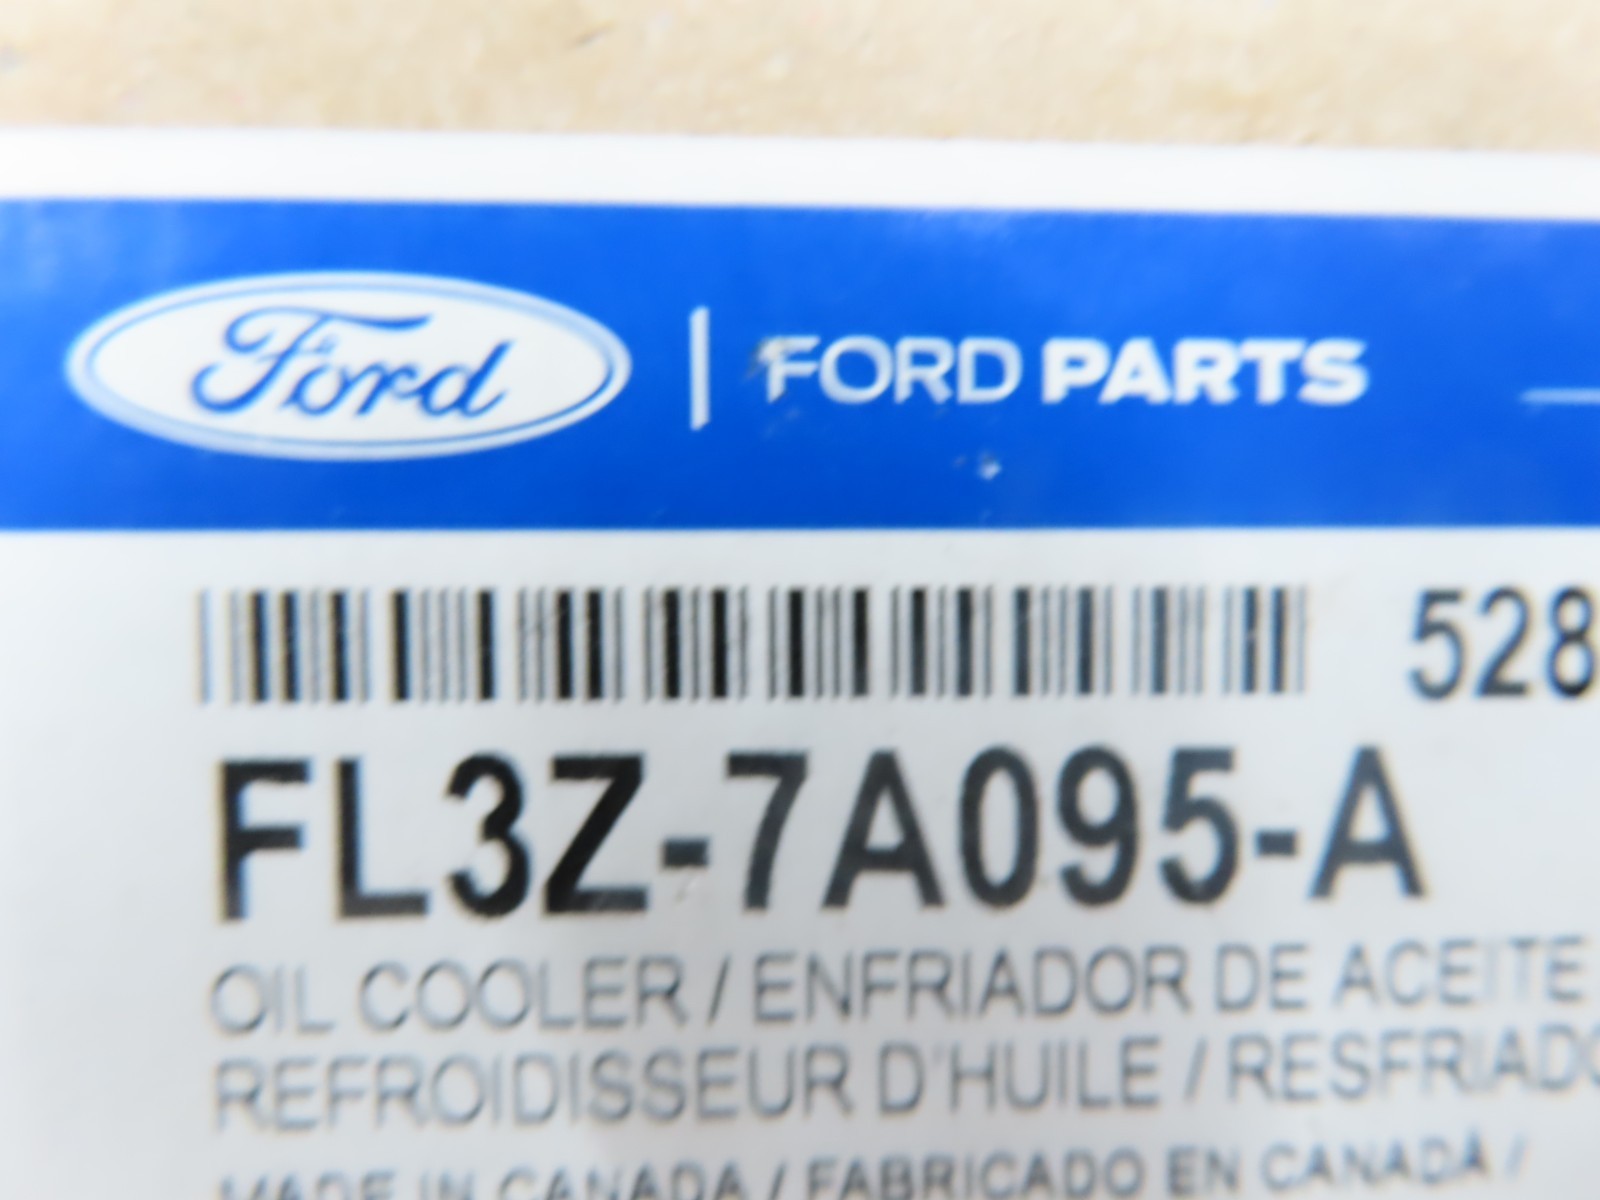 Ford | FORD PARTS
528
FL3Z-7A095-A
OIL COOLER / ENFRIADOR DE ACEITE
REFROIDISSEUR D'HUILE / RESFRIADO
MADE IN CANADA / FABRICADO EN CANADÁ /